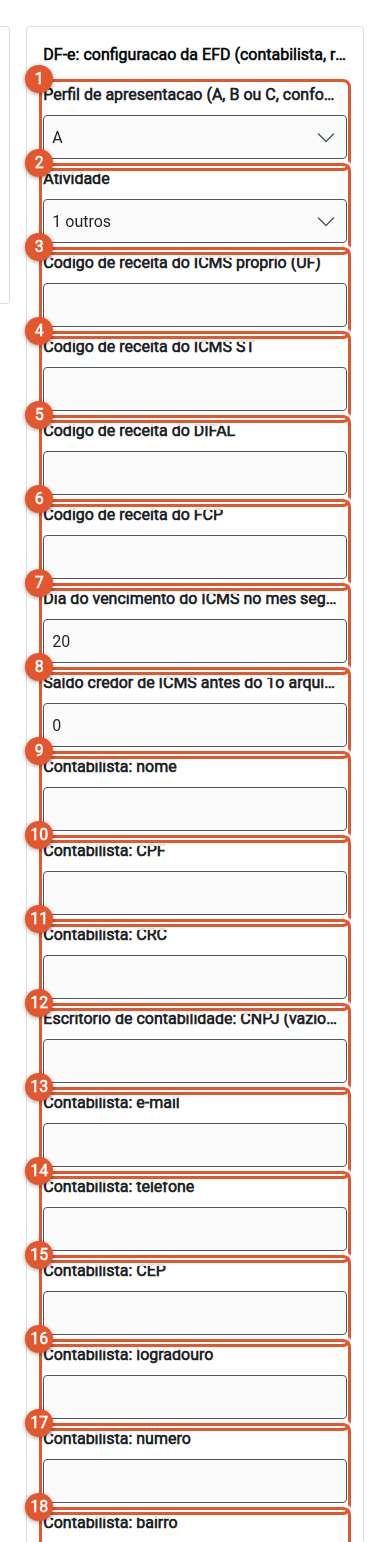 DF-e: configuracao da EFD (contabilista, r...
1
Perfil de apresentacao (A, B ou C, confo...
A
2
Atividade
1 outros
3
Codigo de receita do ICMS proprio (UF)
4
Codigo de receita do ICMS ST
5
Codigo de receita do DIFAL
6
Codigo de receita do FCP
7
Dia do vencimento do ICMS no mes seg...
20
8
Saldo credor de ICMS antes do 1o arqui...
0
9
Contabilista: nome
10
Contabilista: CPF
11
Contabilista: CRC
12
Escritorio de contabilidade: CNPJ (vazio...
13
Contabilista: e-mail
14
Contabilista: telefone
15
Contabilista: CEP
16
Contabilista: logradouro
17
Contabilista: numero
18
Contabilista: bairro